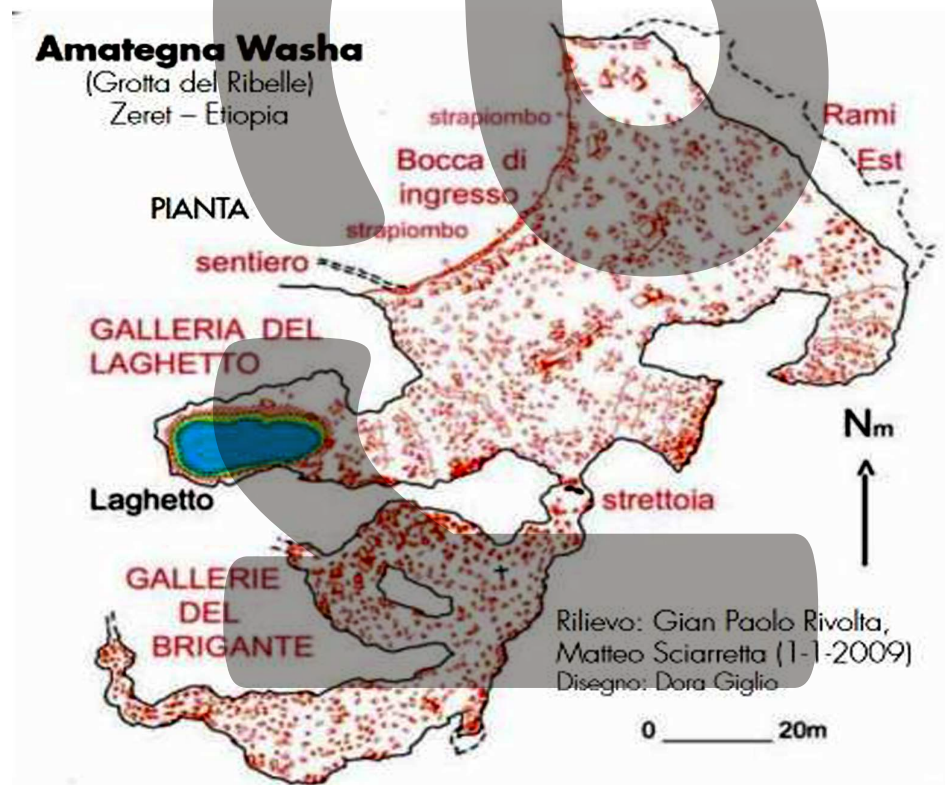 Amategna Washa
(Grotta del Ribelle)
Zeret – Etiopia
strapiombo
Rami
Est
Bocca di
ingresso
PIANTA
strapiombo
sentiero
GALLERIA DEL
LAGHETTO
Nm
Laghetto
strettoia
GALLERIE
DEL
BRIGANTE
Rilievo: Gian Paolo Rivolta,
Matteo Sciarretta (1-1-2009)
Disegno: Dora Giglio
0 20m